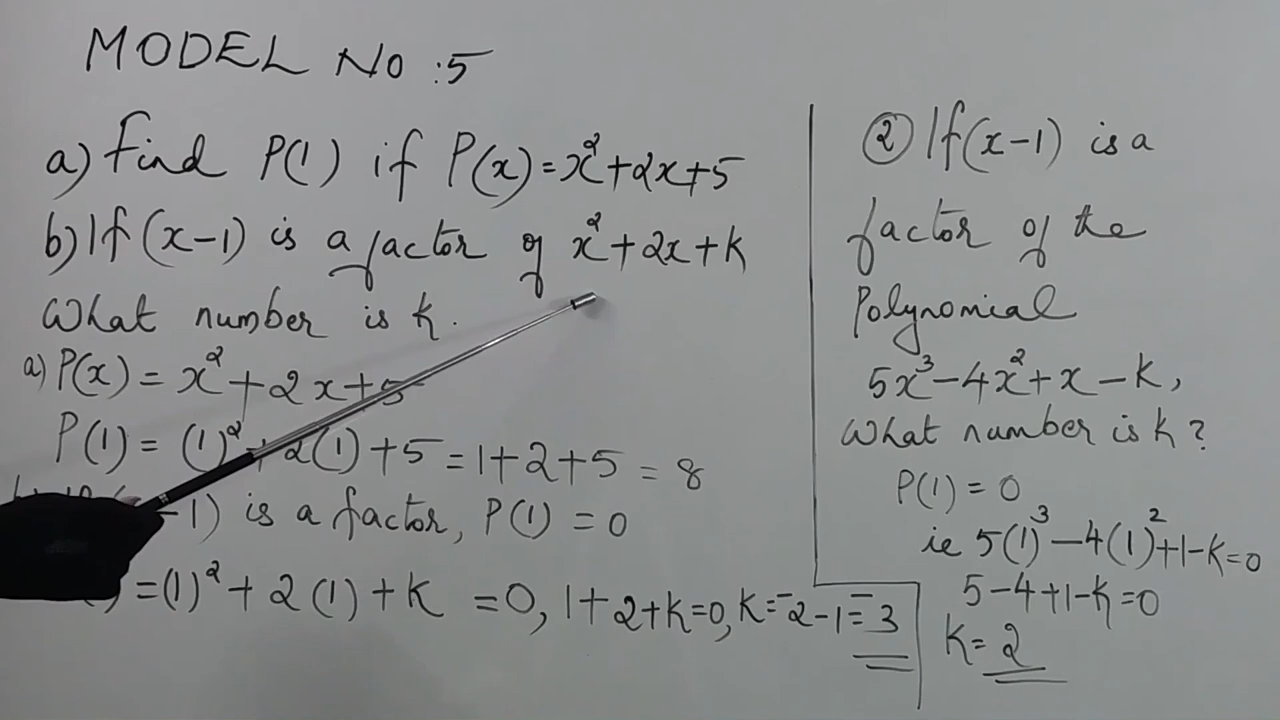 MODEL No :5
a) Find P(1) if P(x)=x²+2x+5
b) If (x-1) is a factor of x²+2x+k
What number is k.
a) P(x) = x²+2x+5
P(1) = (1)²+2(1)+5 = 1+2+5 = 8
-1) is a factor, P(1) = 0
=(1)²+2(1)+k =0, 1+2+k=0, k=-2-1=-3
② If (x-1) is a
factor of the
Polynomial
5x³-4x²+x-k,
What number is k?
P(1)=0
ie 5(1)³-4(1)²+1-k=0
5-4+1-k=0
k=2